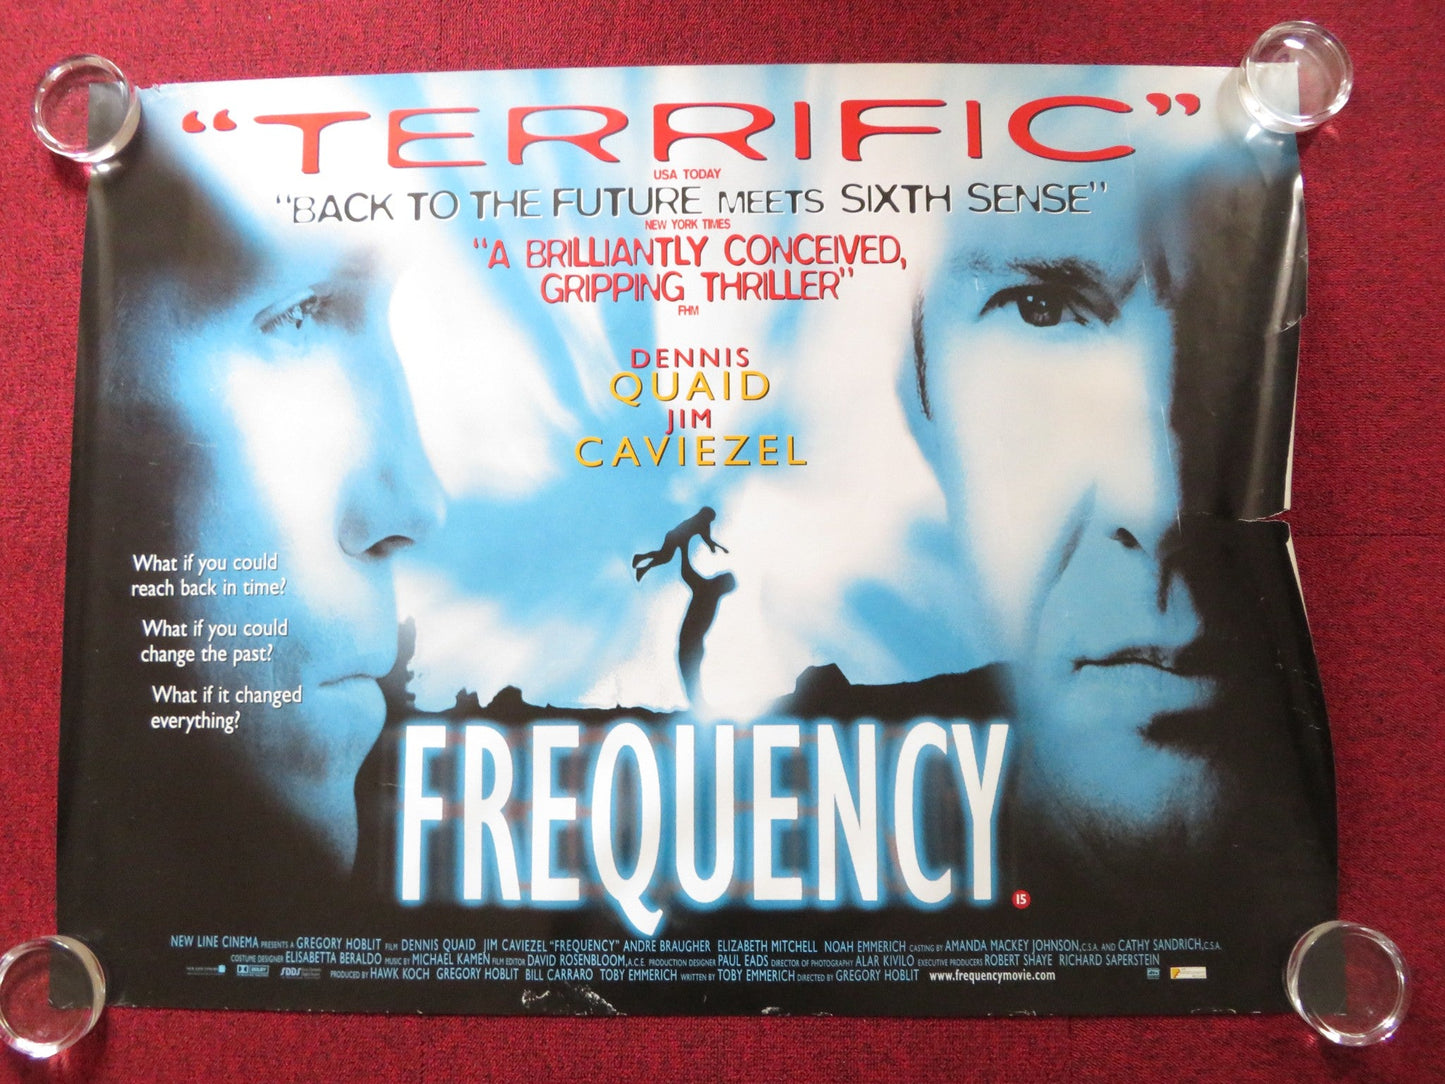 “TERRIFIC”
USA TODAY
“BACK TO THE FUTURE MEETS SIXTH SENSE”
NEW YORK TIMES
“A BRILLIANTLY CONCEIVED,
GRIPPING THRILLER”
FHM
DENNIS
QUAID
JIM
CAVIEZEL
What if you could
reach back in time?
What if you could
change the past?
What if it changed
everything?
FREQUENCY
15
NEW LINE CINEMA PRESENTS A GREGORY HOBLIT FILM DENNIS QUAID JIM CAVIEZEL "FREQUENCY" ANDRE BRAUGHER ELIZABETH MITCHELL NOAH EMMERICH CASTING BY AMANDA MACKEY JOHNSON, C.S.A. AND CATHY SANDRICH, C.S.A.
COSTUME DESIGNER ELISABETTA BERALDO MUSIC BY MICHAEL KAMEN FILM EDITOR DAVID ROSENBLOOM, A.C.E. PRODUCTION DESIGNER PAUL EADS DIRECTOR OF PHOTOGRAPHY ALAR KIVILO EXECUTIVE PRODUCERS ROBERT SHAYE RICHARD SAPERSTEIN
PRODUCED BY HAWK KOCH GREGORY HOBLIT BILL CARRARO TOBY EMMERICH WRITTEN BY TOBY EMMERICH DIRECTED BY GREGORY HOBLIT www.frequencymovie.com
NEW LINE CINEMA
DOLBY
SDDS